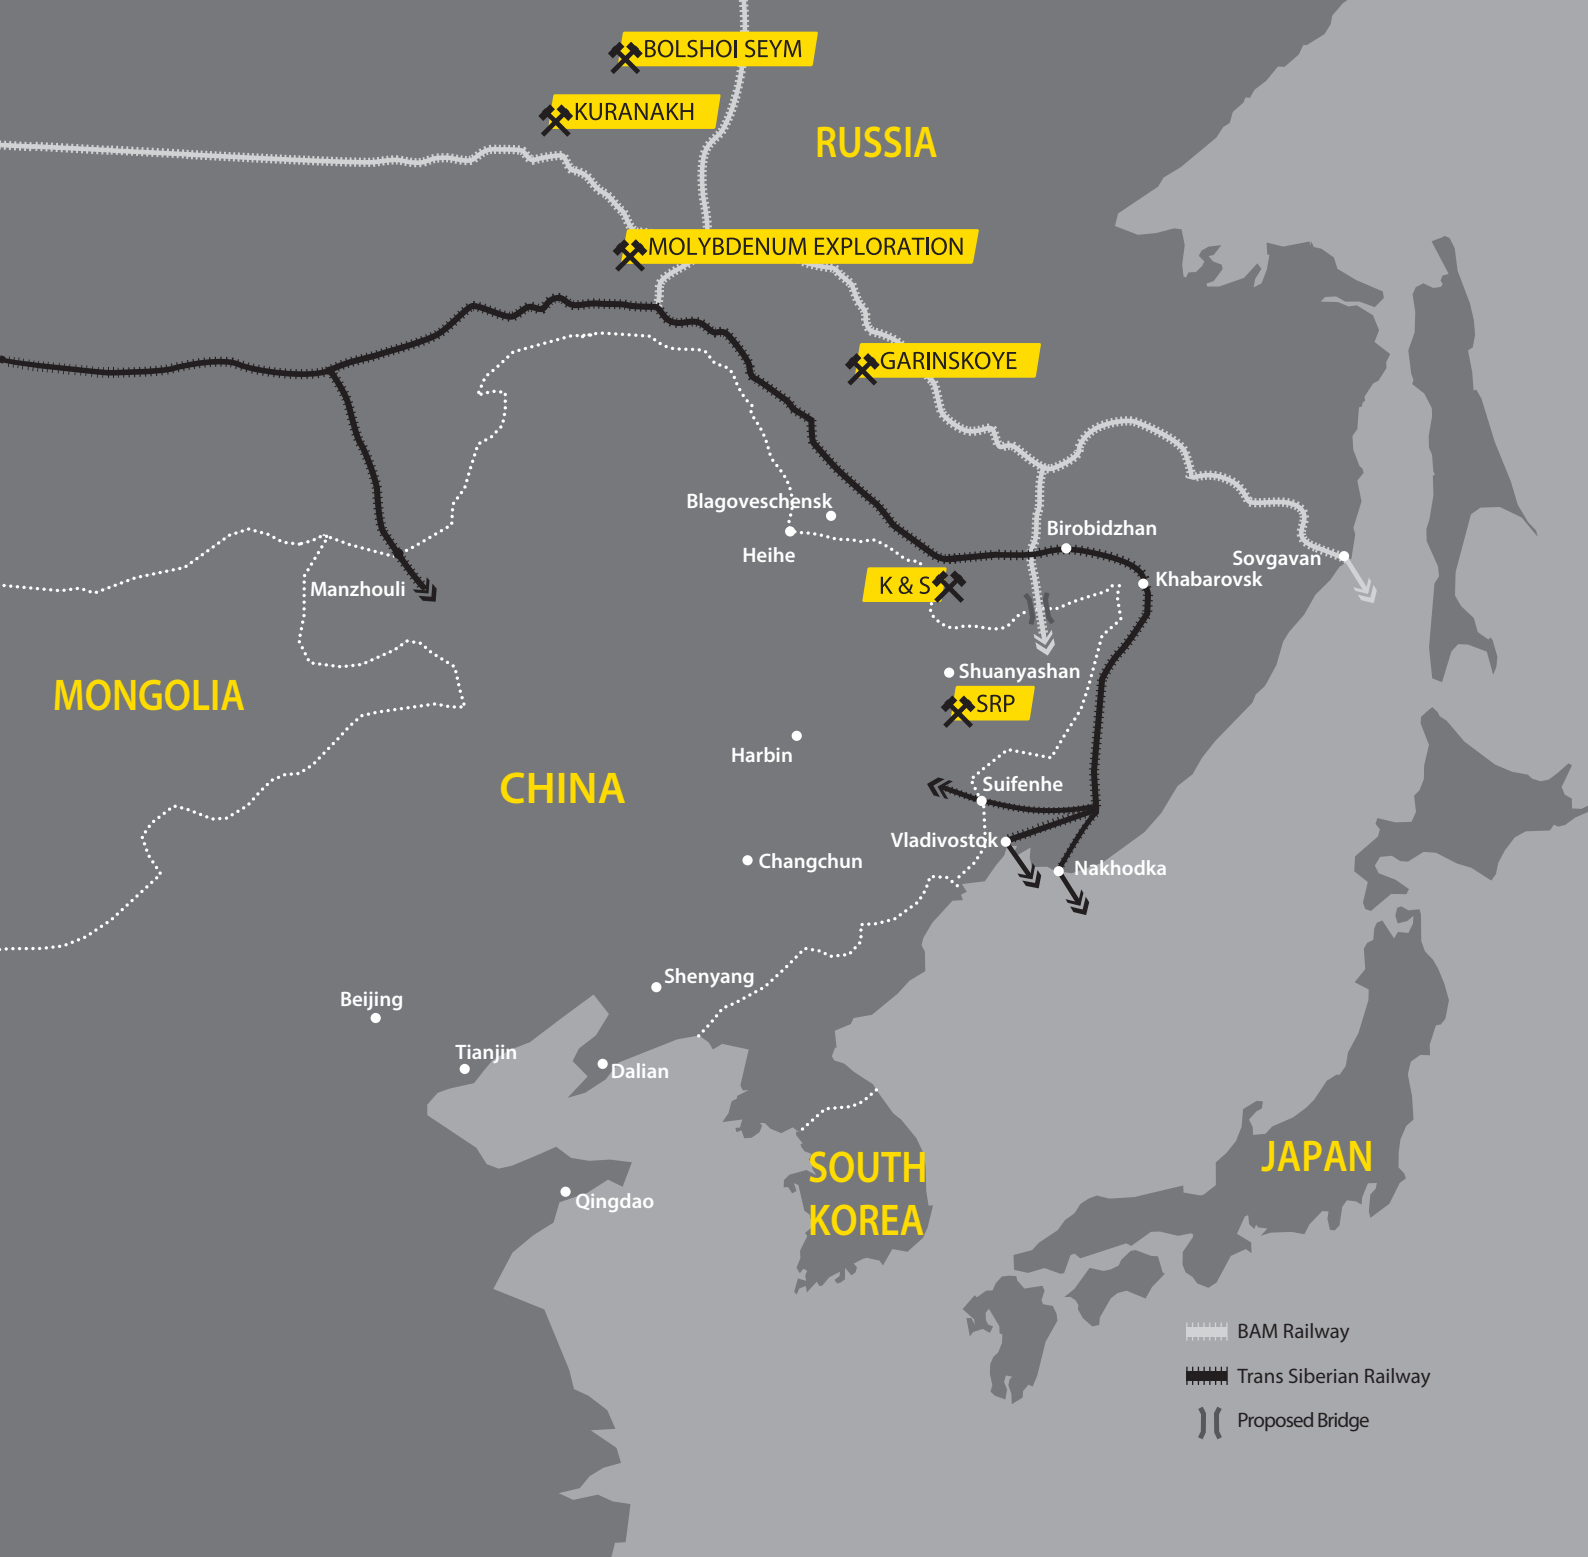 BOLSHOI SEYM
KURANAKH
RUSSIA
MOLYBDENUM EXPLORATION
GARINSKOYE
Blagoveschensk
Birobidzhan
Heihe
Sovgavan
K & S
Khabarovsk
Manzhouli
Shuanyashan
MONGOLIA
SRP
Harbin
CHINA
Suifenhe
Vladivostok
Changchun
Nakhodka
Shenyang
Beijing
Tianjin
Dalian
SOUTH
KOREA
JAPAN
Qingdao
BAM Railway
Trans Siberian Railway
Proposed Bridge